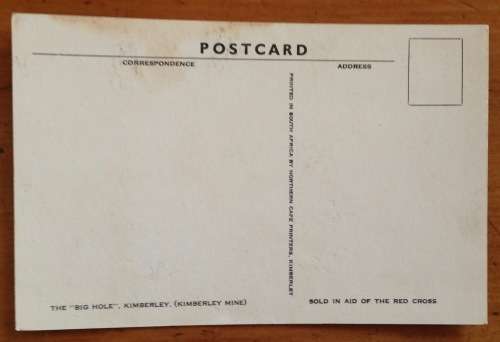 POSTCARD
CORRESPONDENCE
ADDRESS
PRINTED IN SOUTH AFRICA BY NORTHERN CAPE PRINTERS, KIMBERLEY
THE "BIG HOLE", KIMBERLEY, (KIMBERLEY MINE)
SOLD IN AID OF THE RED CROSS